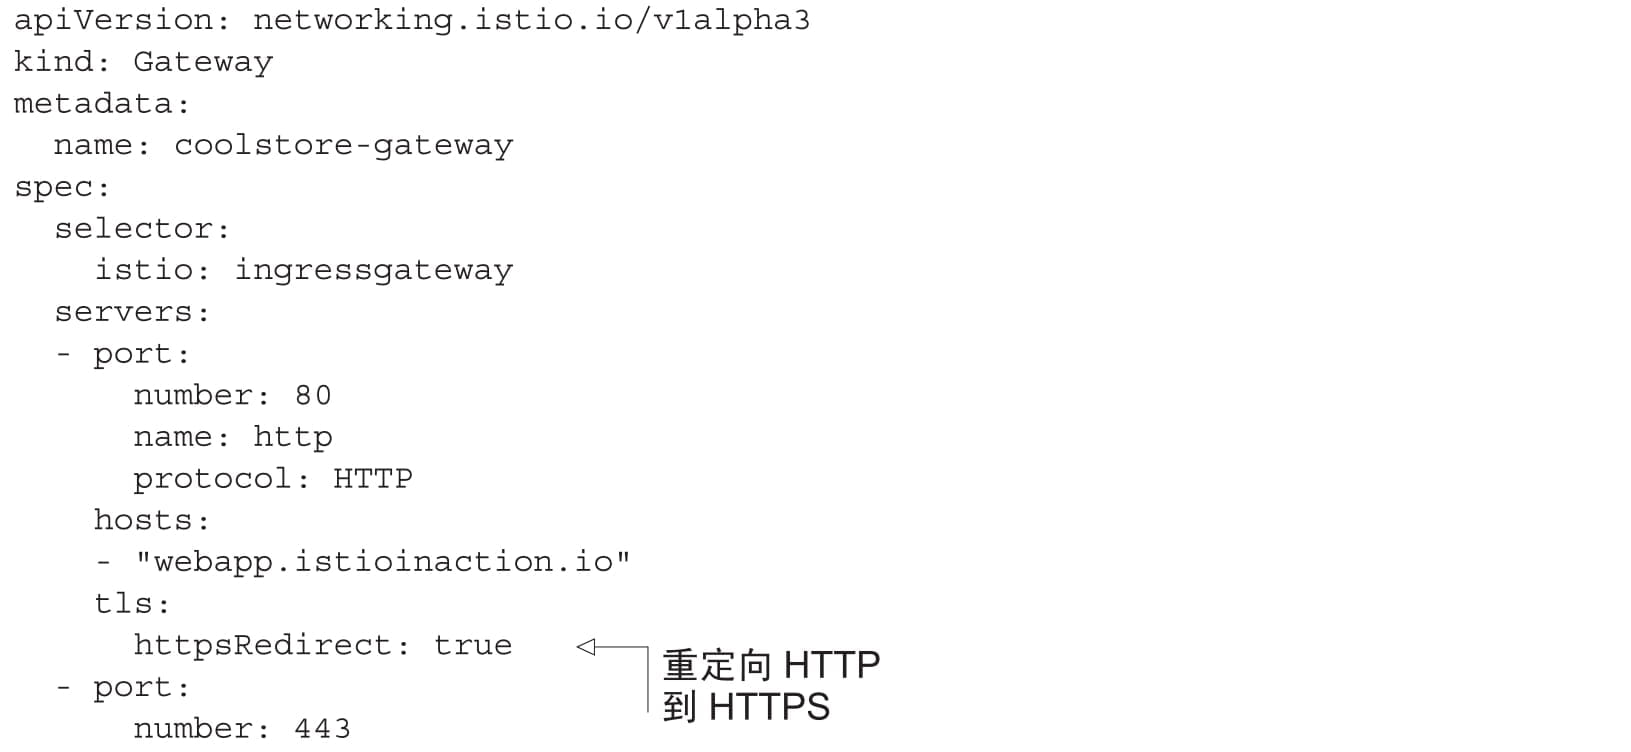 apiVersion: networking.istio.io/v1alpha3
kind: Gateway
metadata:
  name: coolstore-gateway
spec:
  selector:
    istio: ingressgateway
  servers:
  - port:
      number: 80
      name: http
      protocol: HTTP
    hosts:
    - "webapp.istioinaction.io"
    tls:
      httpsRedirect: true
重定向 HTTP
到 HTTPS
  - port:
      number: 443